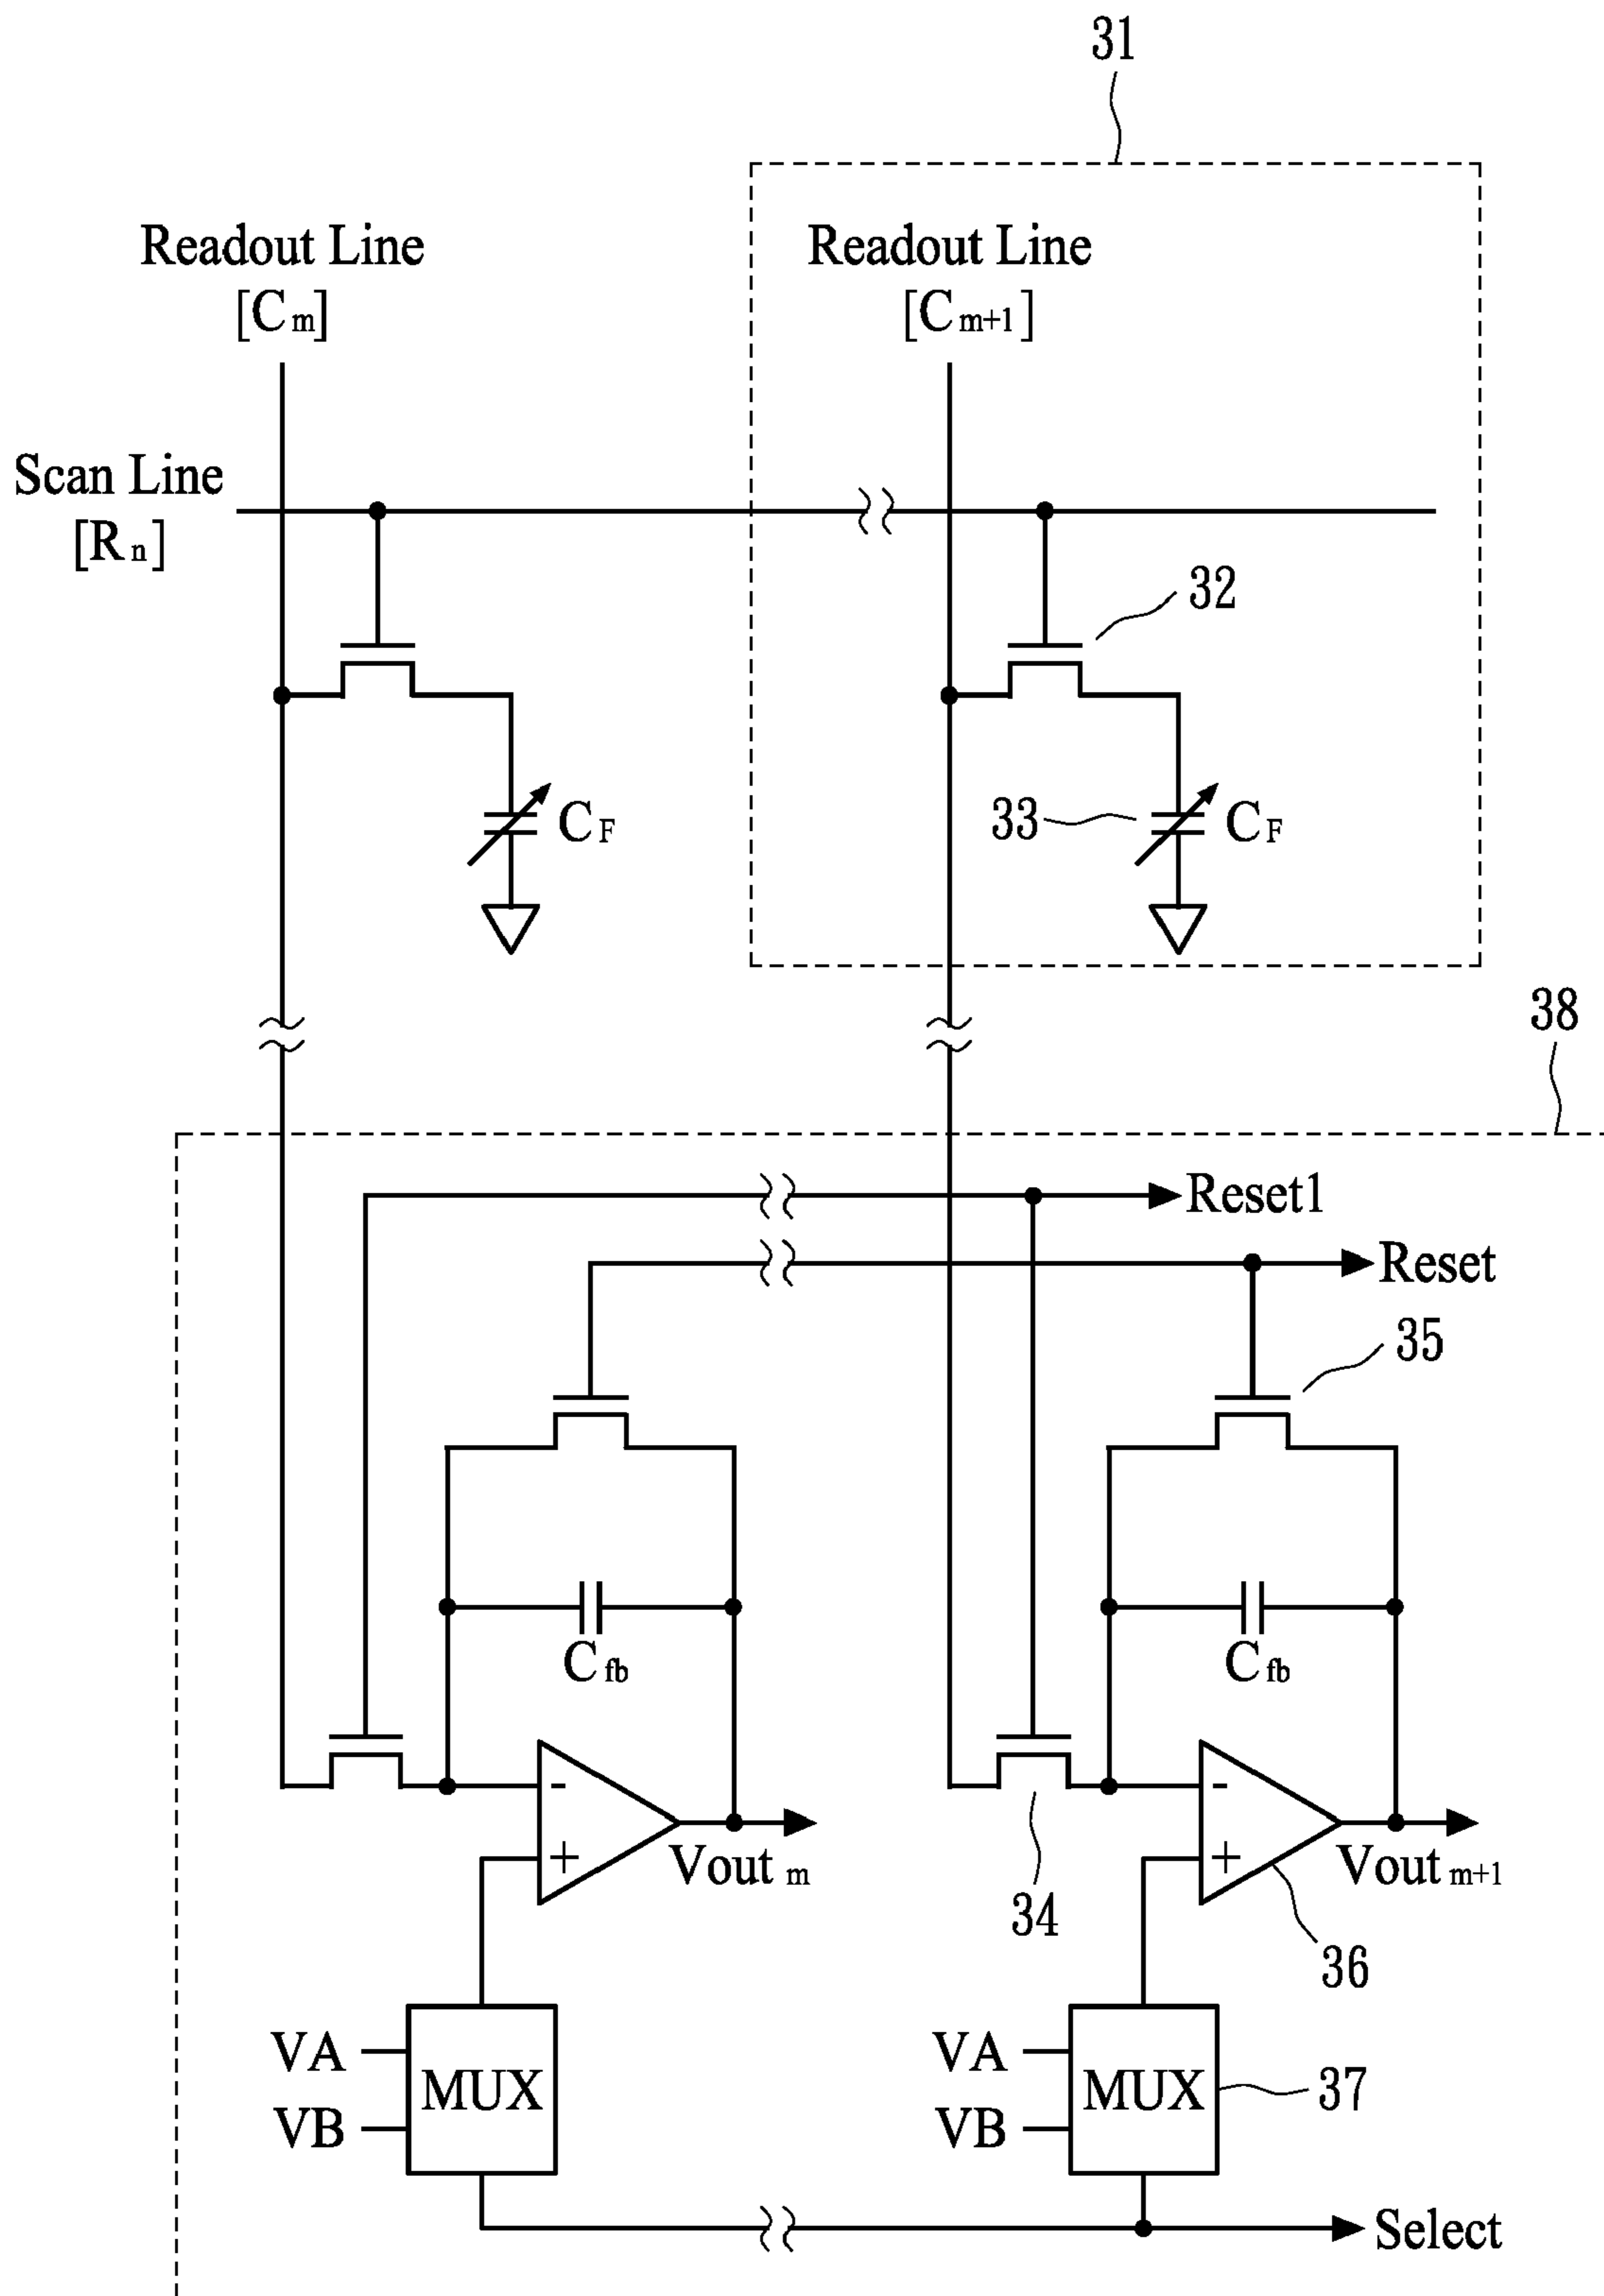 31
Readout Line
[Cm]
Readout Line
[Cm+1]
Scan Line
[Rn]
32
33
CF
CF
38
Reset1
Reset
35
Cfb
Cfb
-
+
Vout m
-
+
Vout m+1
34
36
VA
VB
MUX
VA
VB
MUX
37
Select